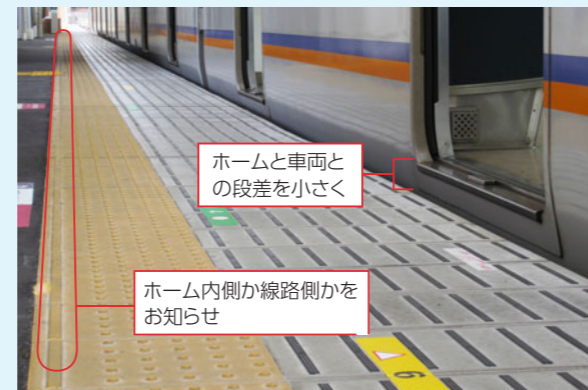 ホームと車両と
の段差を小さく
ホーム内側か線路側かを
お知らせ
6